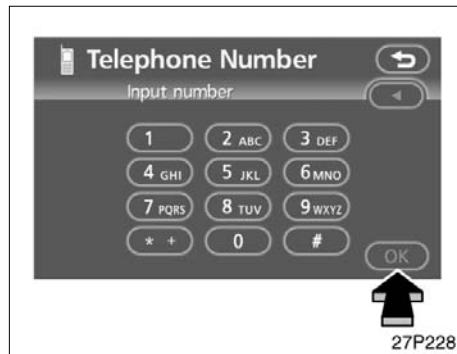 Telephone Number
Input number
1 2 ABC 3 DEF
4 GHI 5 JKL 6 MNO
7 PQRS 8 TUV 9 WXYZ
* + 0 #
OK
27P228